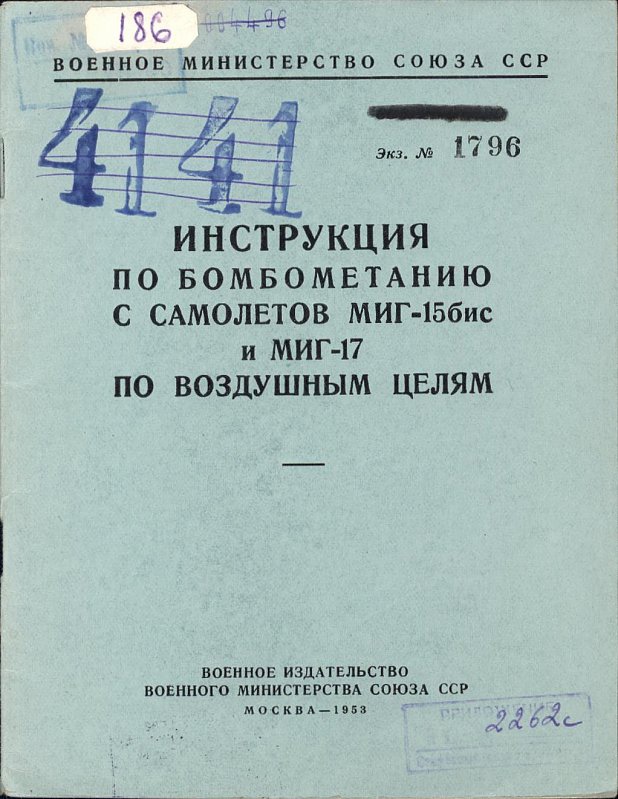 186
ВОЕННОЕ МИНИСТЕРСТВО СОЮЗА ССР
4141
Экз. № 1796
ИНСТРУКЦИЯ
ПО БОМБОМЕТАНИЮ
С САМОЛЕТОВ МИГ-15бис
и МИГ-17
ПО ВОЗДУШНЫМ ЦЕЛЯМ
ВОЕННОЕ ИЗДАТЕЛЬСТВО
ВОЕННОГО МИНИСТЕРСТВА СОЮЗА ССР
МОСКВА — 1953
2262с